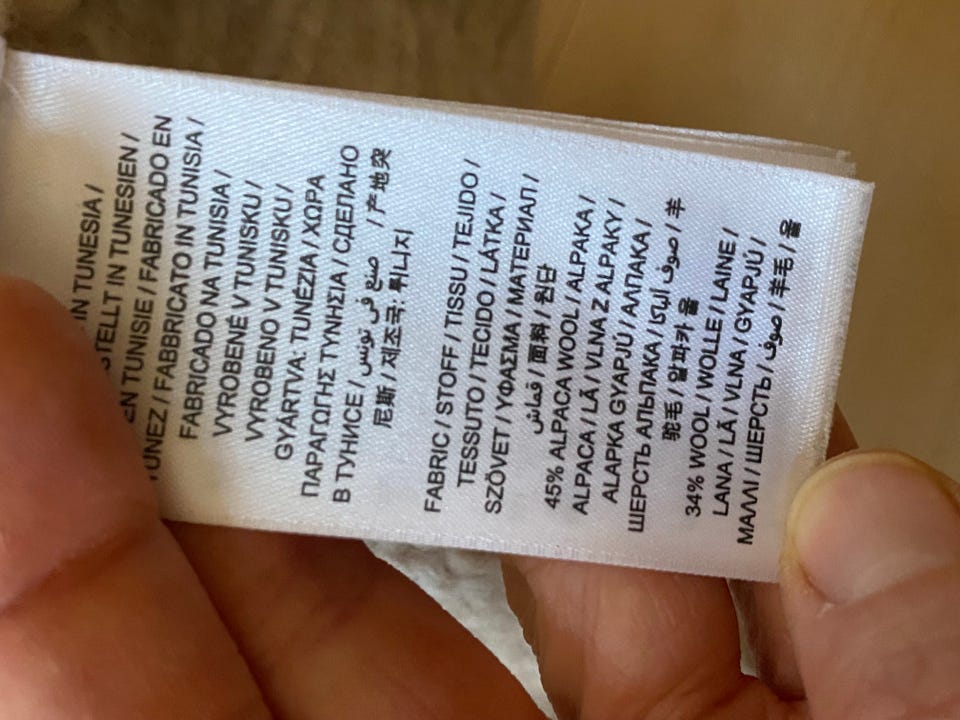 IN TUNESIA /
STELLT IN TUNESIEN /
EN TUNISIE / FABRICADO EN
TUNEZ / FABBRICATO IN TUNISIA /
FABRICADO NA TUNISIA /
VYROBENÉ V TUNISKU /
VYROBENO V TUNISKU /
GYÁRTVA: TUNÉZIA / ΧΩΡΑ
ΠΑΡΑΓΩΓΗΣ ΤΥΝΗΣΙΑ / СДЕЛАНО
В ТУНИСЕ / صنع في تونس / 产地突
尼斯 / 제조국: 튀니지
FABRIC / STOFF / TISSU / TEJIDO /
TESSUTO / TECIDO / LÁTKA /
SZÖVET / ΥΦΑΣΜΑ / МАТЕРИАЛ /
قماش / 面料 / 원단
45% ALPACA WOOL / ALPAKA /
ALPACA / LÃ / VLNA Z ALPAKY /
ALAPKA GYAPJÚ / ΑΛΠΑΚΑ /
ШЕРСТЬ АЛЬПАКА / صوف البكا / 羊
驼毛 / 알파카 울
34% WOOL / WOLLE / LAINE /
LANA / LÃ / VLNA / GYAPJÚ /
ΜΑΛΛΙ / ШЕРСТЬ / صوف / 羊毛 / 울